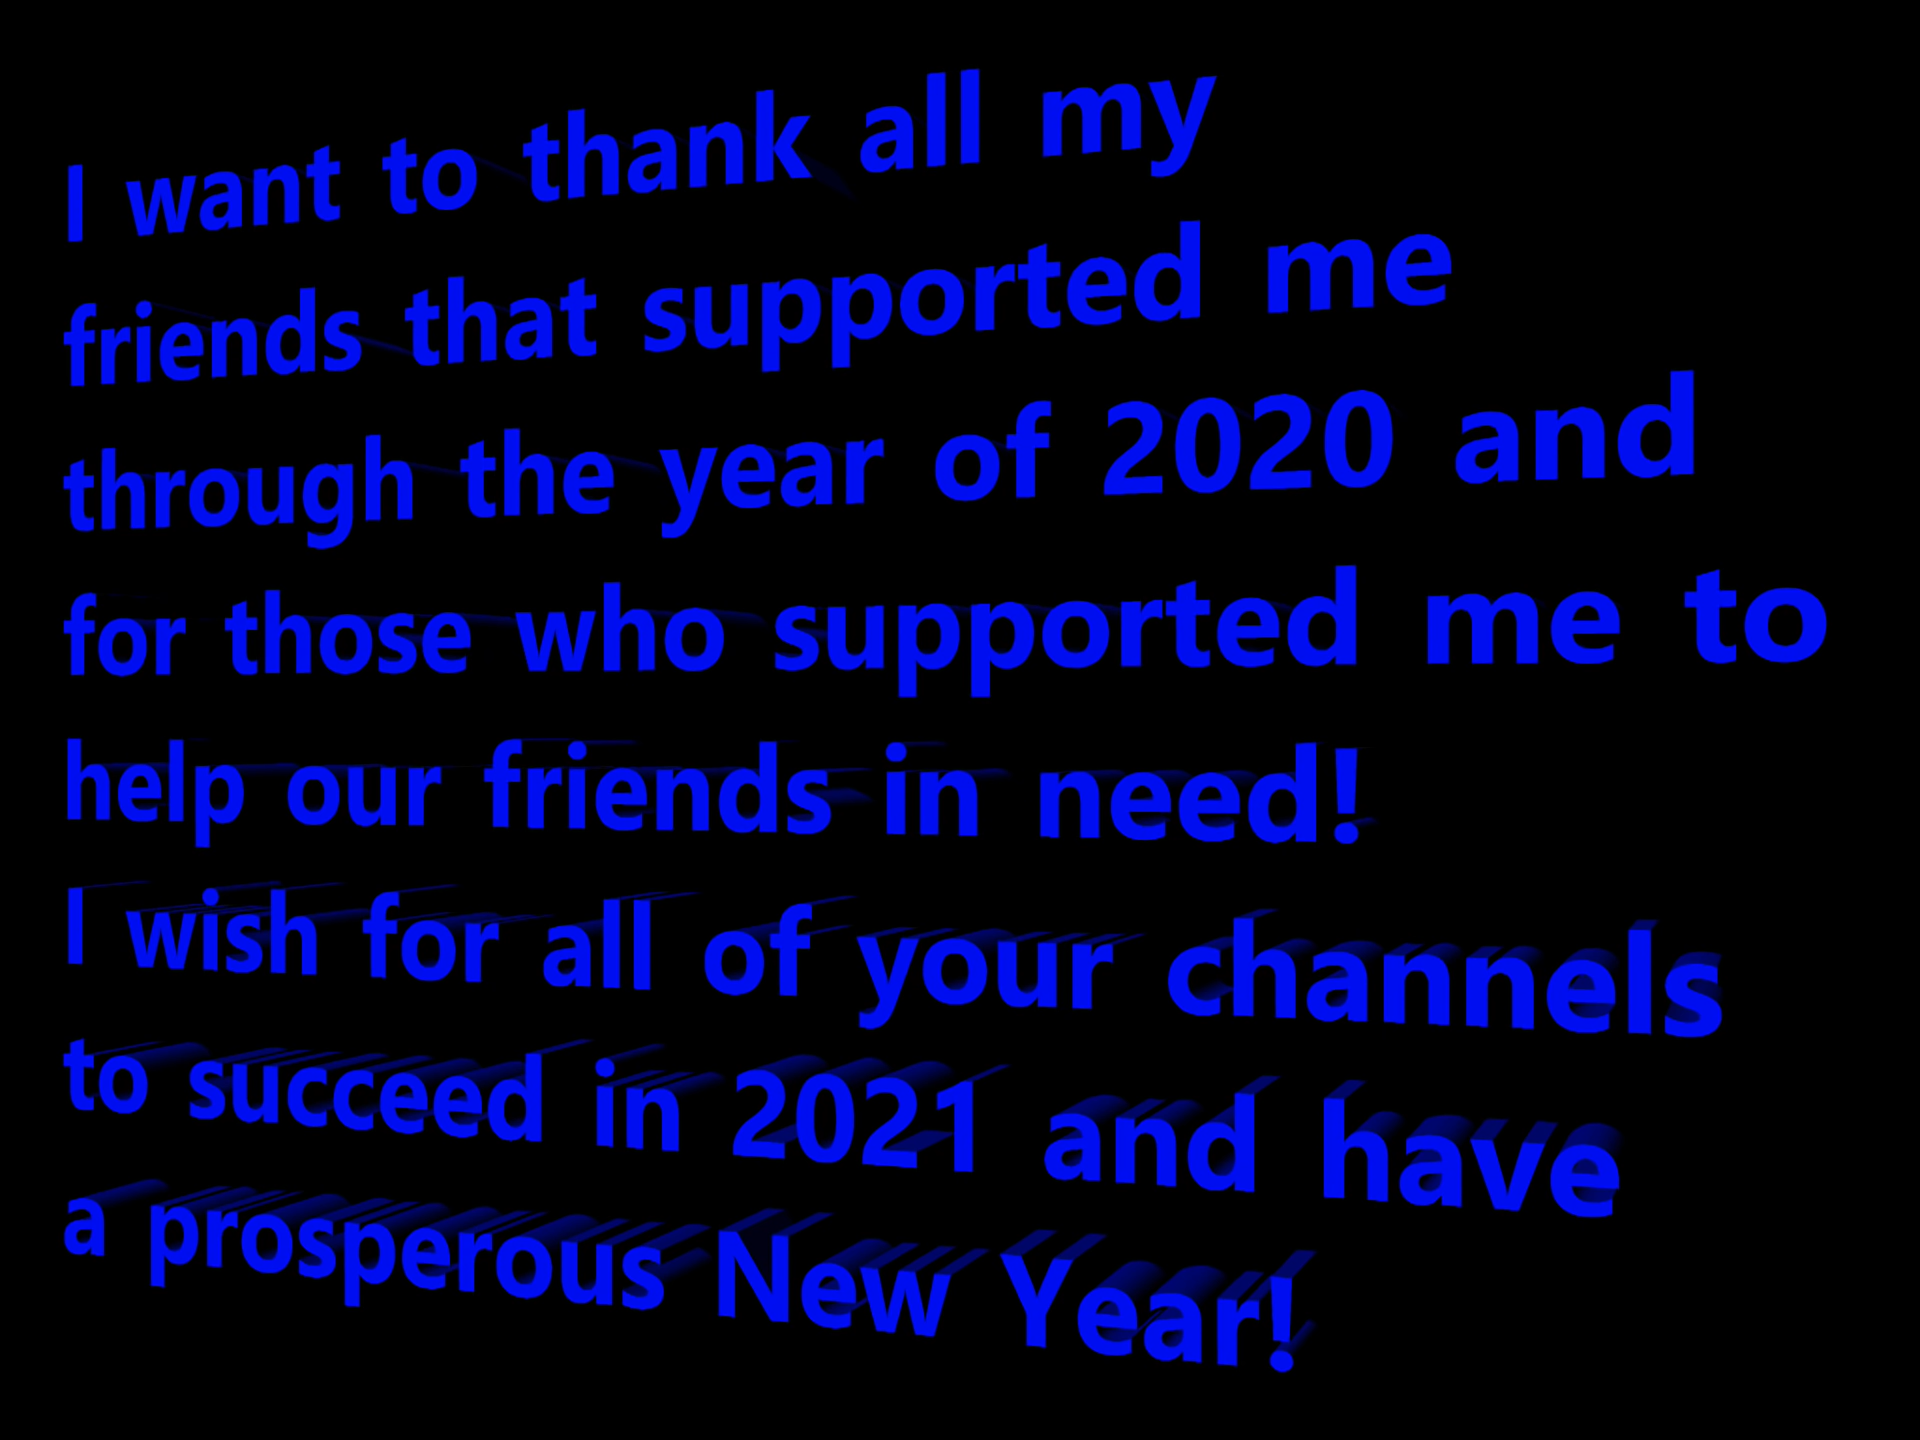 I want to thank all my
friends that supported me
through the year of 2020 and
for those who supported me to
help our friends in need!
I wish for all of your channels
to succeed in 2021 and have
a prosperous New Year!